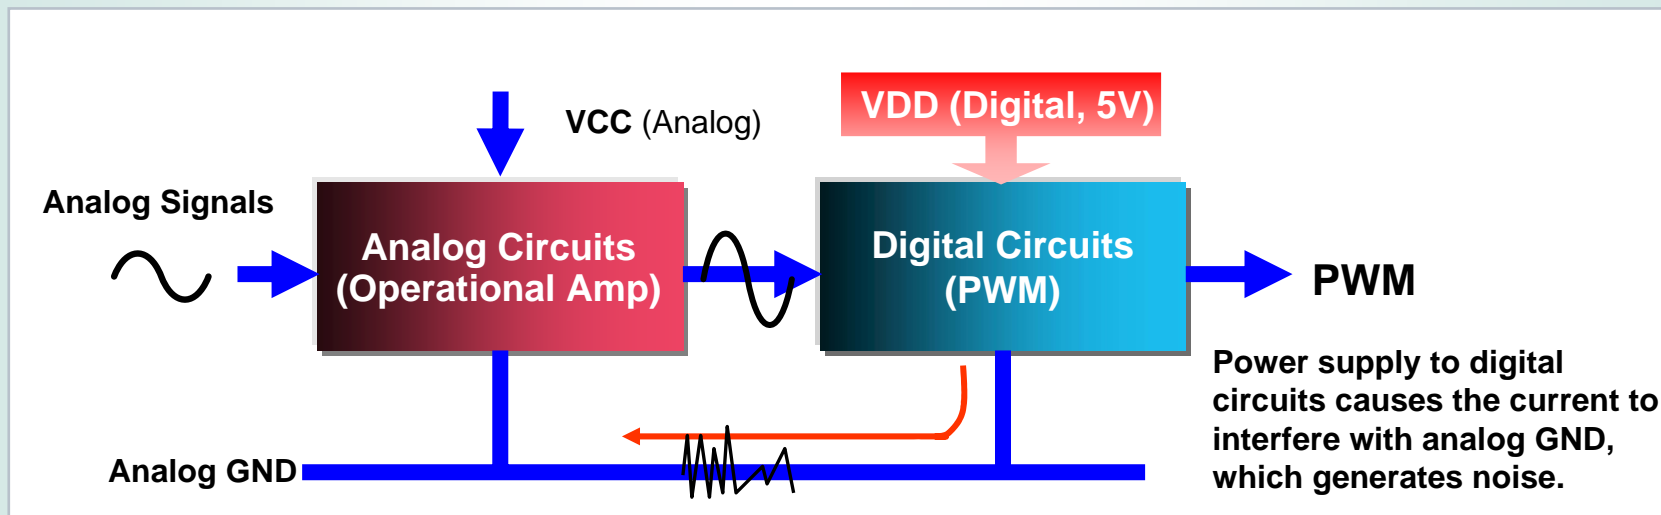 VCC (Analog)
VDD (Digital, 5V)
Analog Signals
Analog Circuits
(Operational Amp)
Digital Circuits
(PWM)
PWM
Power supply to digital
circuits causes the current to
interfere with analog GND,
which generates noise.
Analog GND